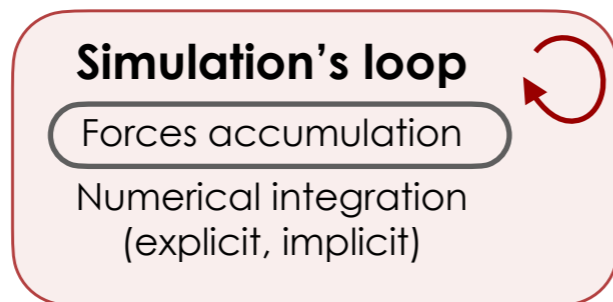 Simulation’s loop
Forces accumulation
Numerical integration
(explicit, implicit)